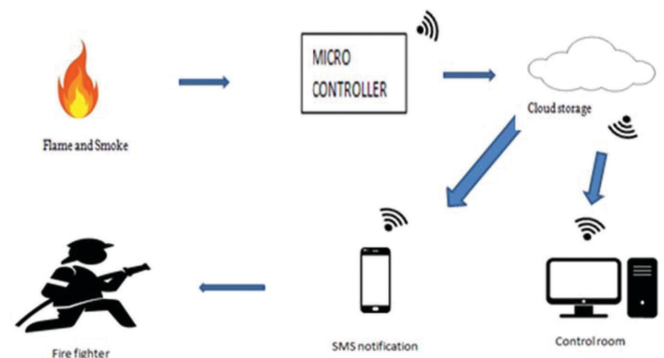 MICRO
CONTROLLER
Flame and Smoke
Cloud storage
Fire fighter
SMS notification
Control room